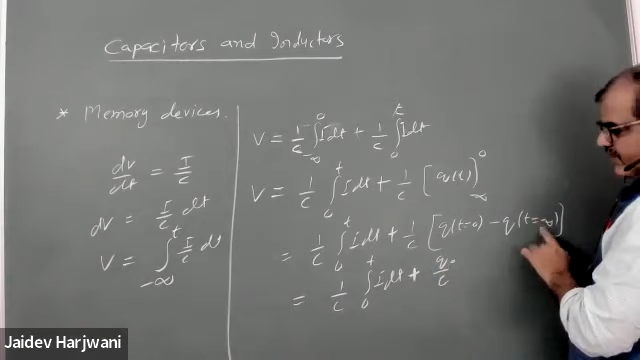 Capacitors and Inductors
* Memory devices.
dv/dt = I/C
dv = I/C dt
V = ∫_{-∞}^{t} I/C dt
V = 1/C ∫_{-∞}^{0} I dt + 1/C ∫_{0}^{t} I dt
V = 1/C ∫_{0}^{t} I dt + 1/C [q(t)]_{-∞}^{0}
= 1/C ∫_{0}^{t} I dt + 1/C [q(t=0) - q(t=-∞)]
= 1/C ∫_{0}^{t} I dt + q₀/C
Jaidev Harjwani